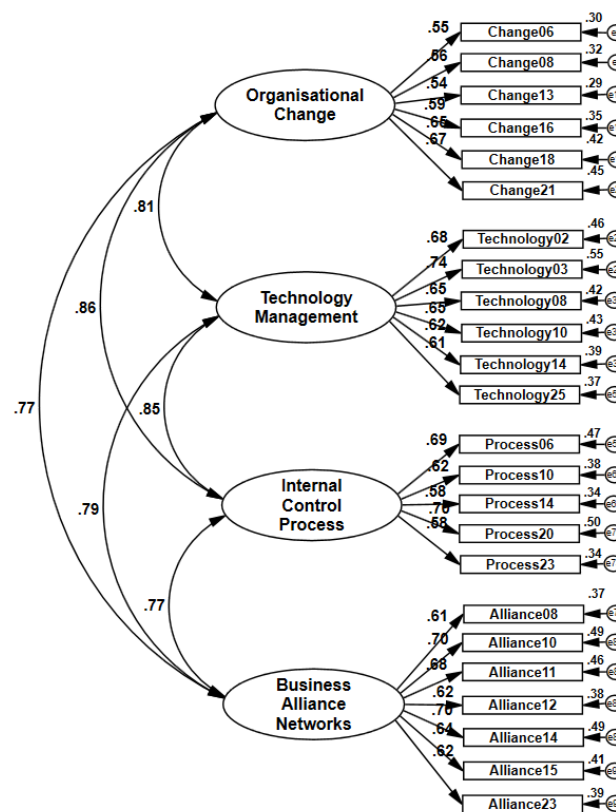 .55
.30
Change06
.56
.32
Change08
.54
.29
Change13
.59
.35
Change16
.65
.42
Change18
.67
.45
Change21
Organisational
Change
.81
.68
.46
Technology02
.74
.55
Technology03
.65
.42
Technology08
.65
.43
Technology10
.62
.39
Technology14
.61
.37
Technology25
Technology
Management
.86
.77
.85
.79
.69
.47
Process06
.62
.38
Process10
.58
.34
Process14
.70
.50
Process20
.58
.34
Process23
Internal
Control
Process
.77
.61
.37
Alliance08
.70
.49
Alliance10
.68
.46
Alliance11
.62
.38
Alliance12
.70
.49
Alliance14
.64
.41
Alliance15
.62
.39
Alliance23
Business
Alliance
Networks